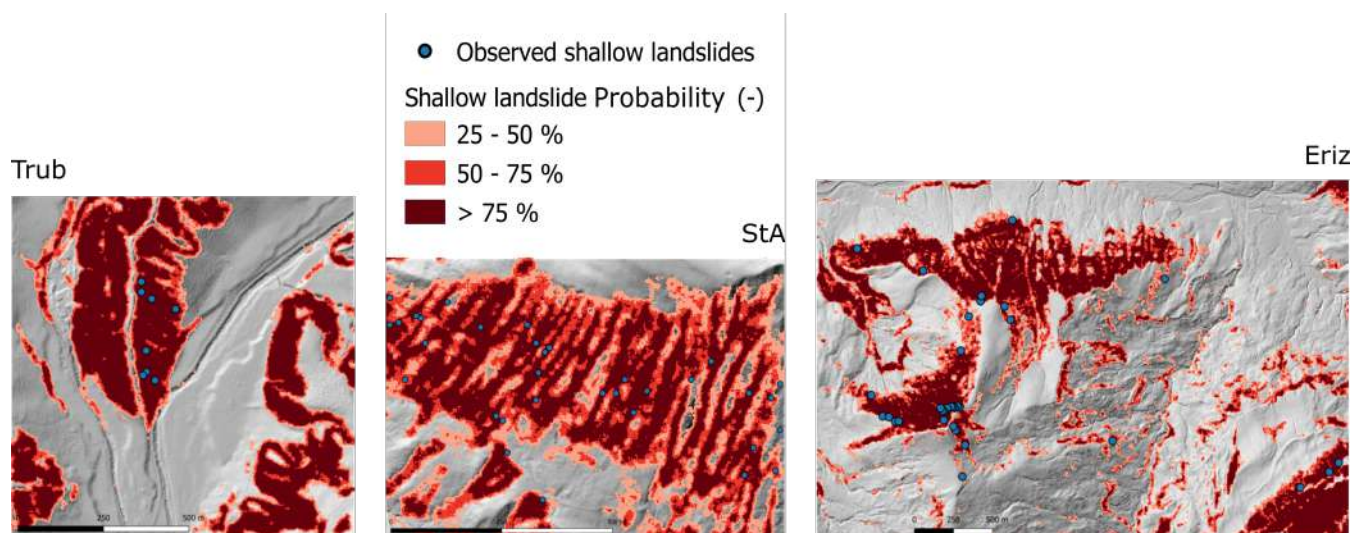 Observed shallow landslides
Shallow landslide Probability (-)
25 - 50 %
50 - 75 %
> 75 %
Trub
StA
Eriz
250 500 m
0 250 500 m